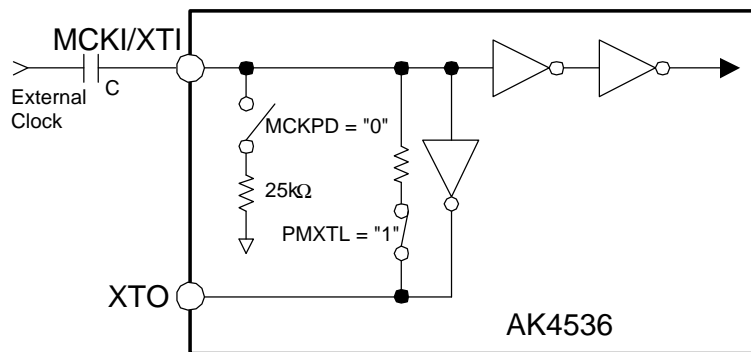 MCKI/XTI
External
Clock
C
MCKPD = "0"
25kΩ
PMXTL = "1"
XTO
AK4536